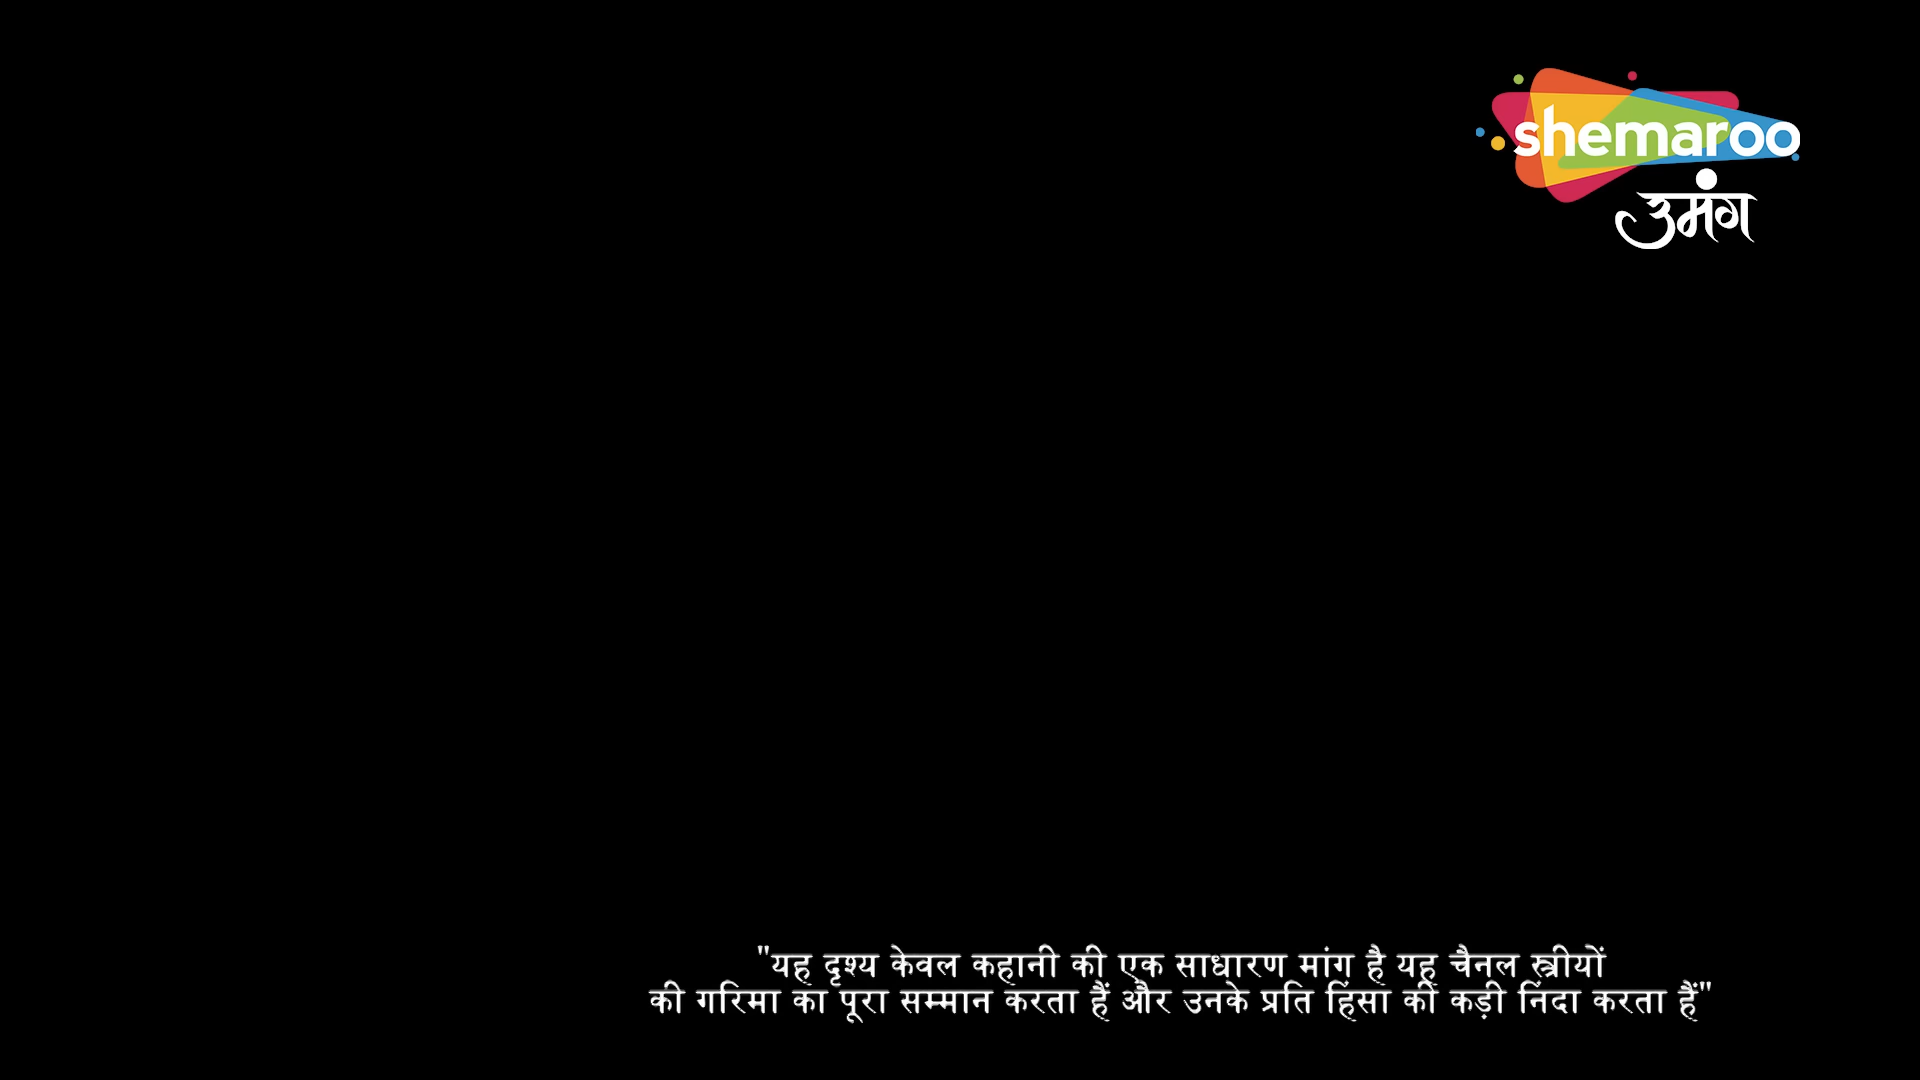 shemaroo
उमंग
"यह दृश्य केवल कहानी की एक साधारण मांग है यह चैनल स्त्रीयों
की गरिमा का पूरा सम्मान करता हैं और उनके प्रति हिंसा की कड़ी निंदा करता हैं"